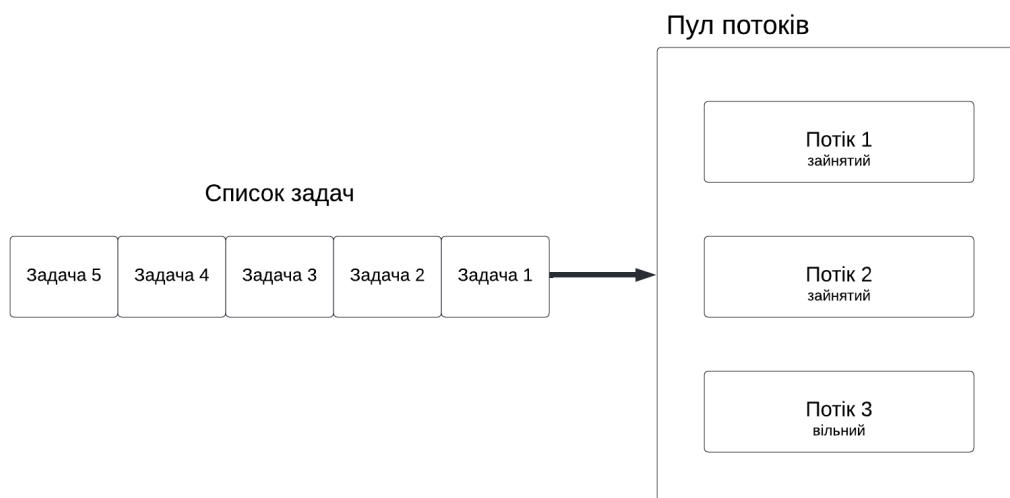 Пул потоків
Потік 1
зайнятий
Список задач
Задача 5
Задача 4
Задача 3
Задача 2
Задача 1
Потік 2
зайнятий
Потік 3
вільний